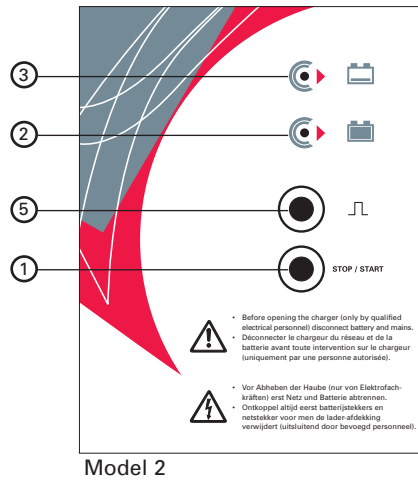 3
2
5
1
STOP / START
• Before opening the charger (only by qualified
electrical personnel) disconnect battery and mains.
• Déconnecter le chargeur du réseau et de la
batterie avant toute intervention sur le chargeur
(uniquement par une personne autorisée).
• Vor Abheben der Haube (nur von Elektrofach-
kräften) erst Netz und Batterie abtrennen.
• Ontkoppel altijd eerst batterijstekkers en
netstekker voor men de lader-afdekking
verwijdert (uitsluitend door bevoegd personeel).
Model 2